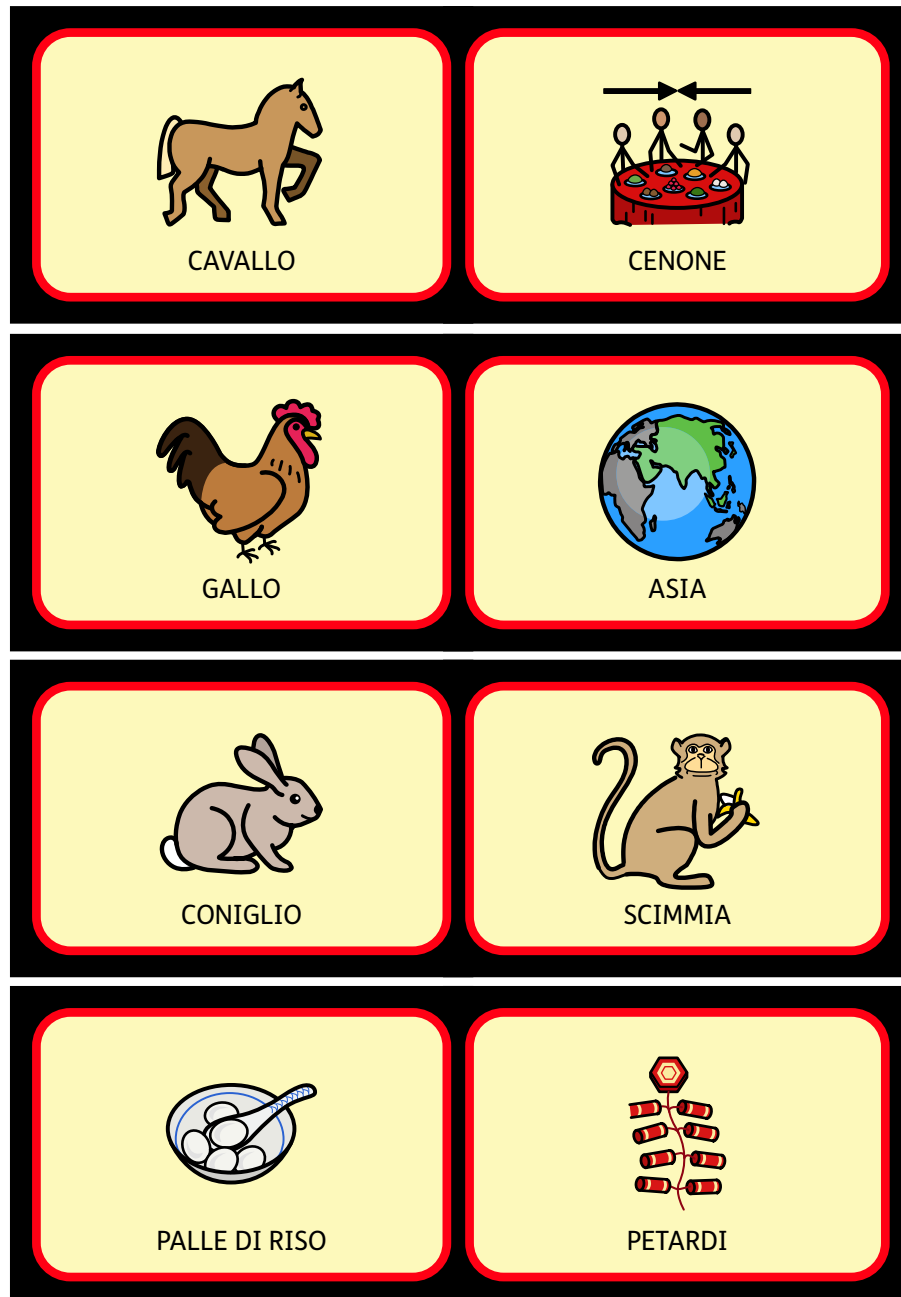 CAVALLO
CENONE
GALLO
ASIA
CONIGLIO
SCIMMIA
PALLE DI RISO
PETARDI